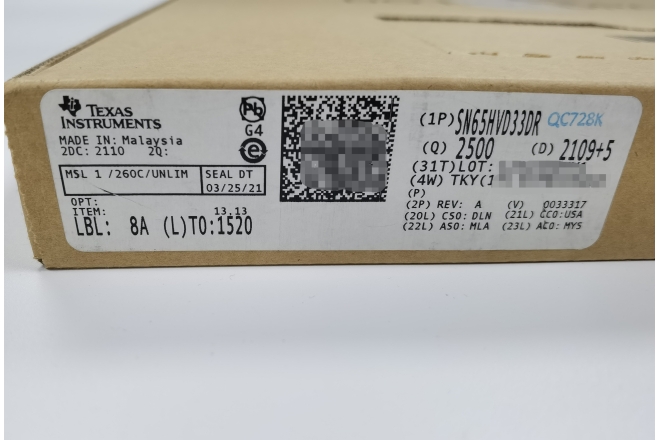 TEXAS
INSTRUMENTS
MADE IN: Malaysia
2DC: 2110 2Q:
MSL 1 /260C/UNLIM
SEAL DT
03/25/21
OPT:
ITEM: 13.13
LBL: 8A (L)TO:1520
Pb
G4
e
(1P)SN65HVD33DR QC728K
(Q) 2500 (D) 2109+5
(31T)LOT:
(4W) TKY(1
(P)
(2P) REV: A (V) 0033317
(20L) CSO: DLN (21L) CCO:USA
(22L) ASO: MLA (23L) ACO: MYS